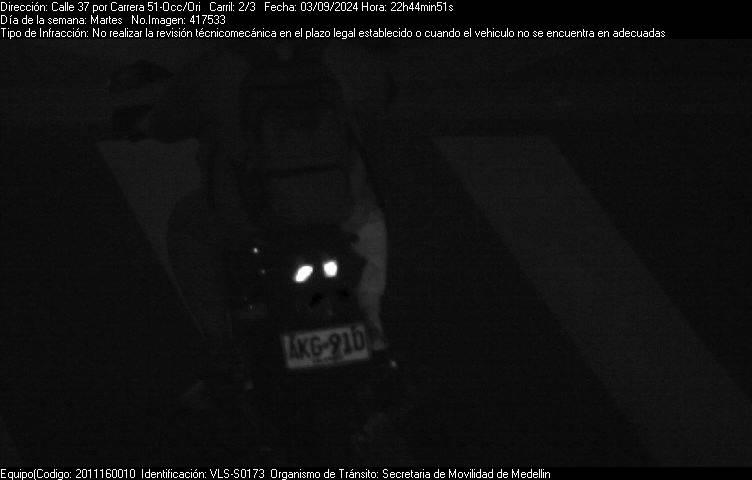 Dirección: Calle 37 por Carrera 51-Occ/Ori Carril: 2/3 Fecha: 03/09/2024 Hora: 22h44min51s
Día de la semana: Martes No.Imagen: 417533
Tipo de Infracción: No realizar la revisión técnicomecánica en el plazo legal establecido o cuando el vehiculo no se encuentra en adecuadas
AKG-91D
Equipo(Codigo: 2011160010 Identificación: VLS-S0173 Organismo de Tránsito: Secretaria de Movilidad de Medellin